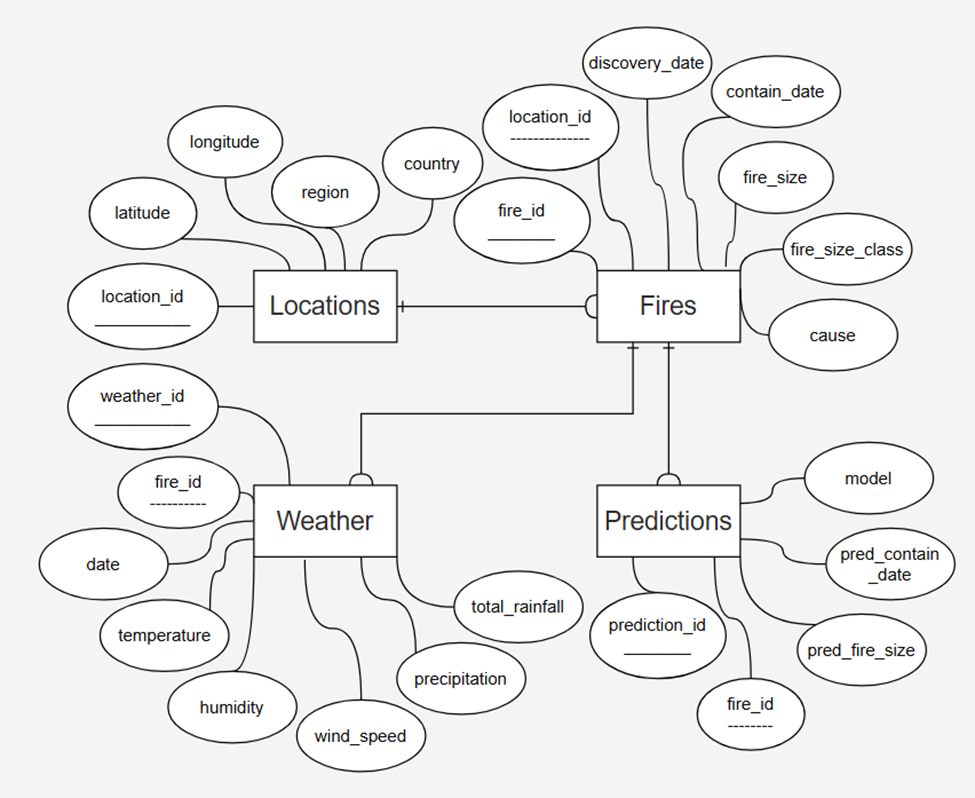 discovery_date
contain_date
location_id
--------------
longitude
country
region
fire_size
latitude
fire_id
fire_size_class
location_id
Locations
Fires
cause
weather_id
fire_id
----------
model
Weather
Predictions
date
pred_contain
_date
total_rainfall
temperature
prediction_id
pred_fire_size
precipitation
humidity
fire_id
--------
wind_speed